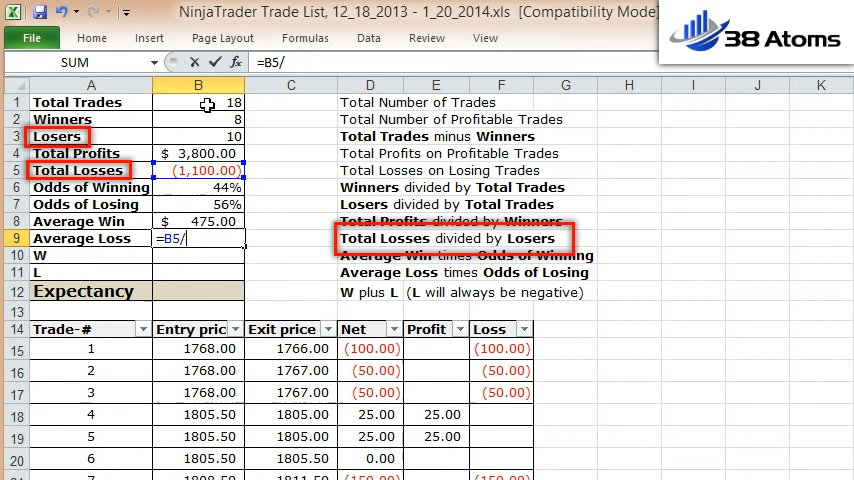 NinjaTrader Trade List, 12_18_2013 - 1_20_2014.xls [Compatibility Mode]
38 Atoms
File Home Insert Page Layout Formulas Data Review View
SUM fx =B5/
A B C D E F G H I J K
1 Total Trades 18 Total Number of Trades
2 Winners 8 Total Number of Profitable Trades
3 Losers 10 Total Trades minus Winners
4 Total Profits $ 3,800.00 Total Profits on Profitable Trades
5 Total Losses (1,100.00) Total Losses on Losing Trades
6 Odds of Winning 44% Winners divided by Total Trades
7 Odds of Losing 56% Losers divided by Total Trades
8 Average Win $ 475.00 Total Profits divided by Winners
9 Average Loss =B5/ Total Losses divided by Losers
10 W Average Win times Odds of Winning
11 L Average Loss times Odds of Losing
12 Expectancy W plus L (L will always be negative)
13
14 Trade-# Entry pric Exit price Net Profit Loss
15 1 1768.00 1766.00 (100.00) (100.00)
16 2 1768.00 1767.00 (50.00) (50.00)
17 3 1768.00 1767.00 (50.00) (50.00)
18 4 1805.50 1805.00 25.00 25.00
19 5 1805.50 1805.00 25.00 25.00
20 6 1805.50 1805.50 0.00
7 1808.50 1811.50 (150.00) (150.00)